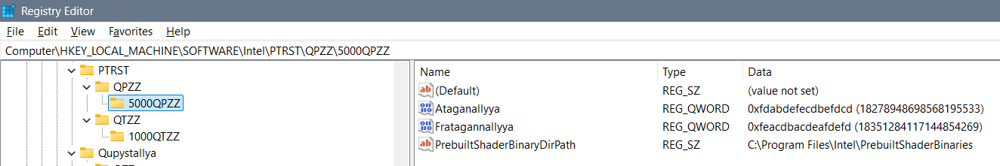 Registry Editor
File Edit View Favorites Help
Computer\HKEY_LOCAL_MACHINE\SOFTWARE\Intel\PTRST\QPZZ\5000QPZZ
PTRST
QPZZ
5000QPZZ
QTZZ
1000QTZZ
Qupystallya
Name Type Data
(Default) REG_SZ (value not set)
Ataganallyya REG_QWORD 0xfdabdefecdbefdcd (18278948698568195533)
Fratagannallyya REG_QWORD 0xfeacdbacdeafdefd (18351284117144854269)
PrebuiltShaderBinaryDirPath REG_SZ C:\Program Files\Intel\PrebuiltShaderBinaries